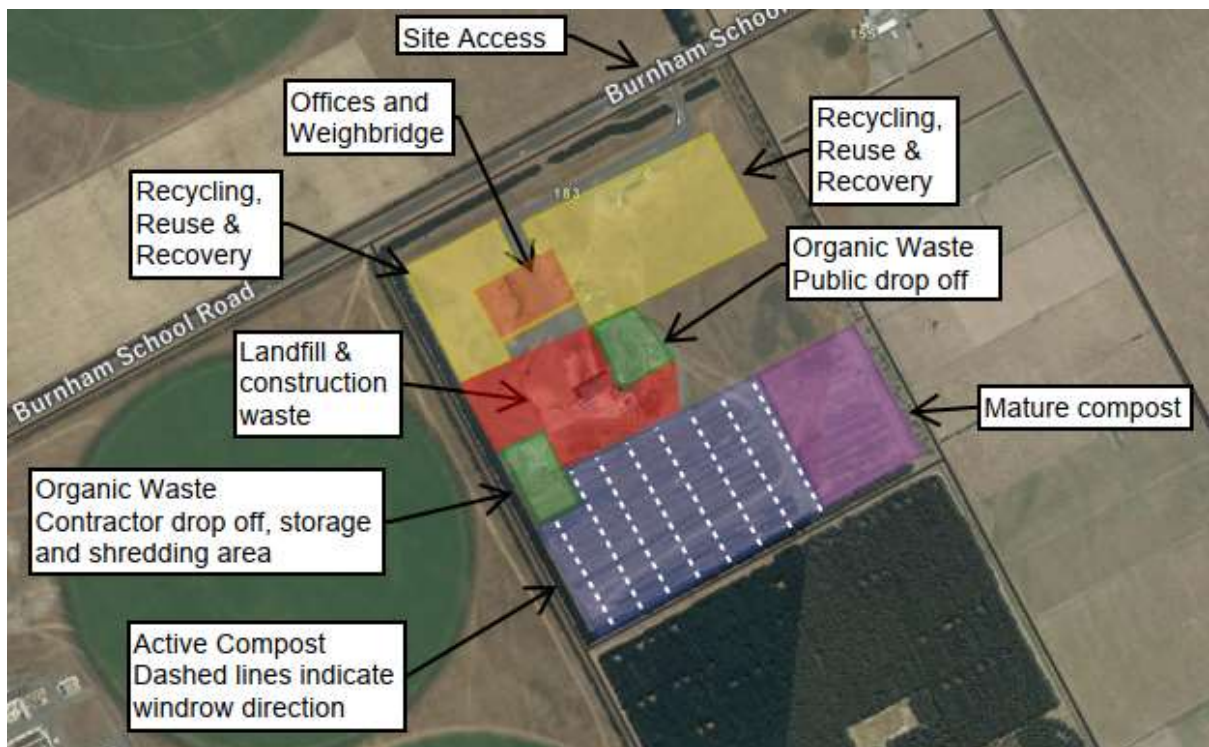 Site Access
Burnham School
155
Offices and
Weighbridge
Recycling,
Reuse &
Recovery
Recycling,
Reuse &
Recovery
183
Organic Waste
Public drop off
Burnham School Road
Landfill &
construction
waste
Mature compost
Organic Waste
Contractor drop off, storage
and shredding area
Active Compost
Dashed lines indicate
windrow direction